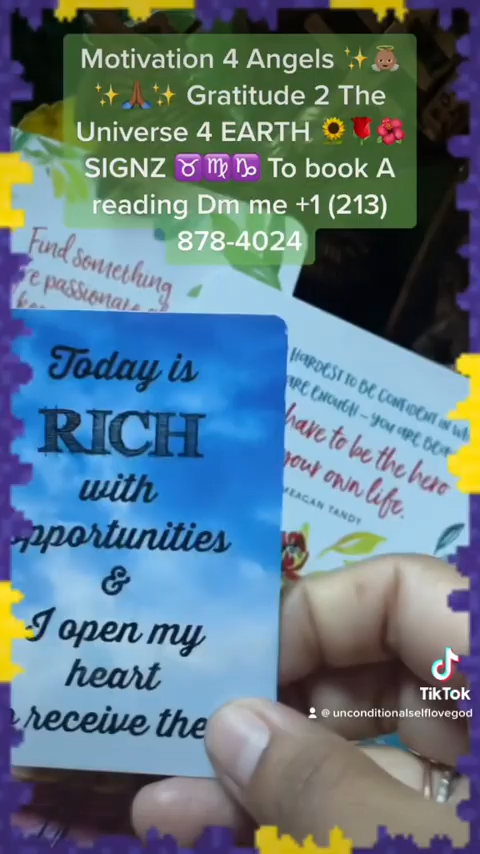 Motivation 4 Angels ✨👼🏽
✨🙏🏾✨ Gratitude 2 The
Universe 4 EARTH 🌻🌹🌺
SIGNZ ♉♍♑ To book A
reading Dm me +1 (213)
878-4024
Find something
passionate
Today is
RICH
with
pportunities
&
I open my
heart
receive the
HARDEST TO BE CONFIDENT IN
ARE ENOUGH – YOU ARE
have to be the hero
your own life.
MEAGAN TANDY
TikTok
@unconditionalselflovegod